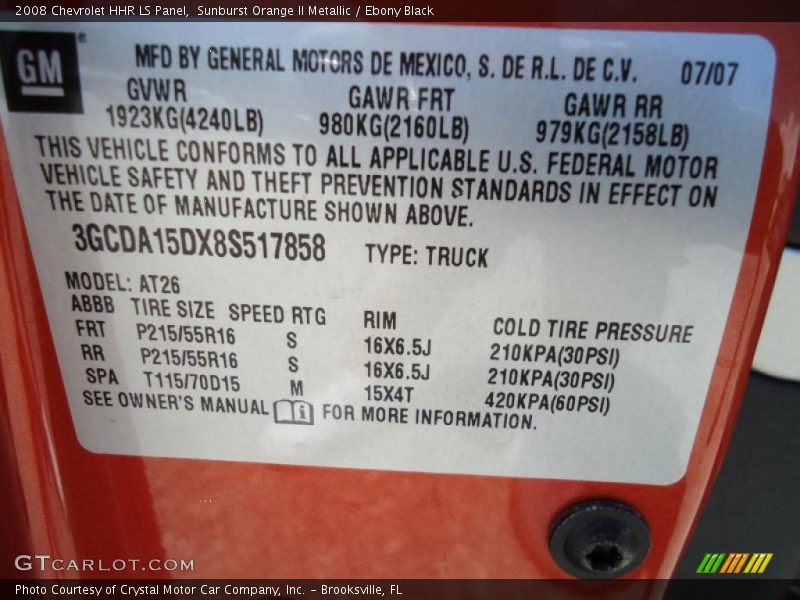 2008 Chevrolet HHR LS Panel, Sunburst Orange II Metallic / Ebony Black
GM
MFD BY GENERAL MOTORS DE MEXICO, S. DE R.L. DE C.V. 07/07
GVWR GAWR FRT GAWR RR
1923KG(4240LB) 980KG(2160LB) 979KG(2158LB)
THIS VEHICLE CONFORMS TO ALL APPLICABLE U.S. FEDERAL MOTOR
VEHICLE SAFETY AND THEFT PREVENTION STANDARDS IN EFFECT ON
THE DATE OF MANUFACTURE SHOWN ABOVE.
3GCDA15DX8S517858 TYPE: TRUCK
MODEL: AT26
ABBB TIRE SIZE SPEED RTG RIM COLD TIRE PRESSURE
FRT P215/55R16 S 16X6.5J 210KPA(30PSI)
RR P215/55R16 S 16X6.5J 210KPA(30PSI)
SPA T115/70D15 M 15X4T 420KPA(60PSI)
SEE OWNER'S MANUAL FOR MORE INFORMATION.
GTCARLOT.COM
Photo Courtesy of Crystal Motor Car Company, Inc. – Brooksville, FL